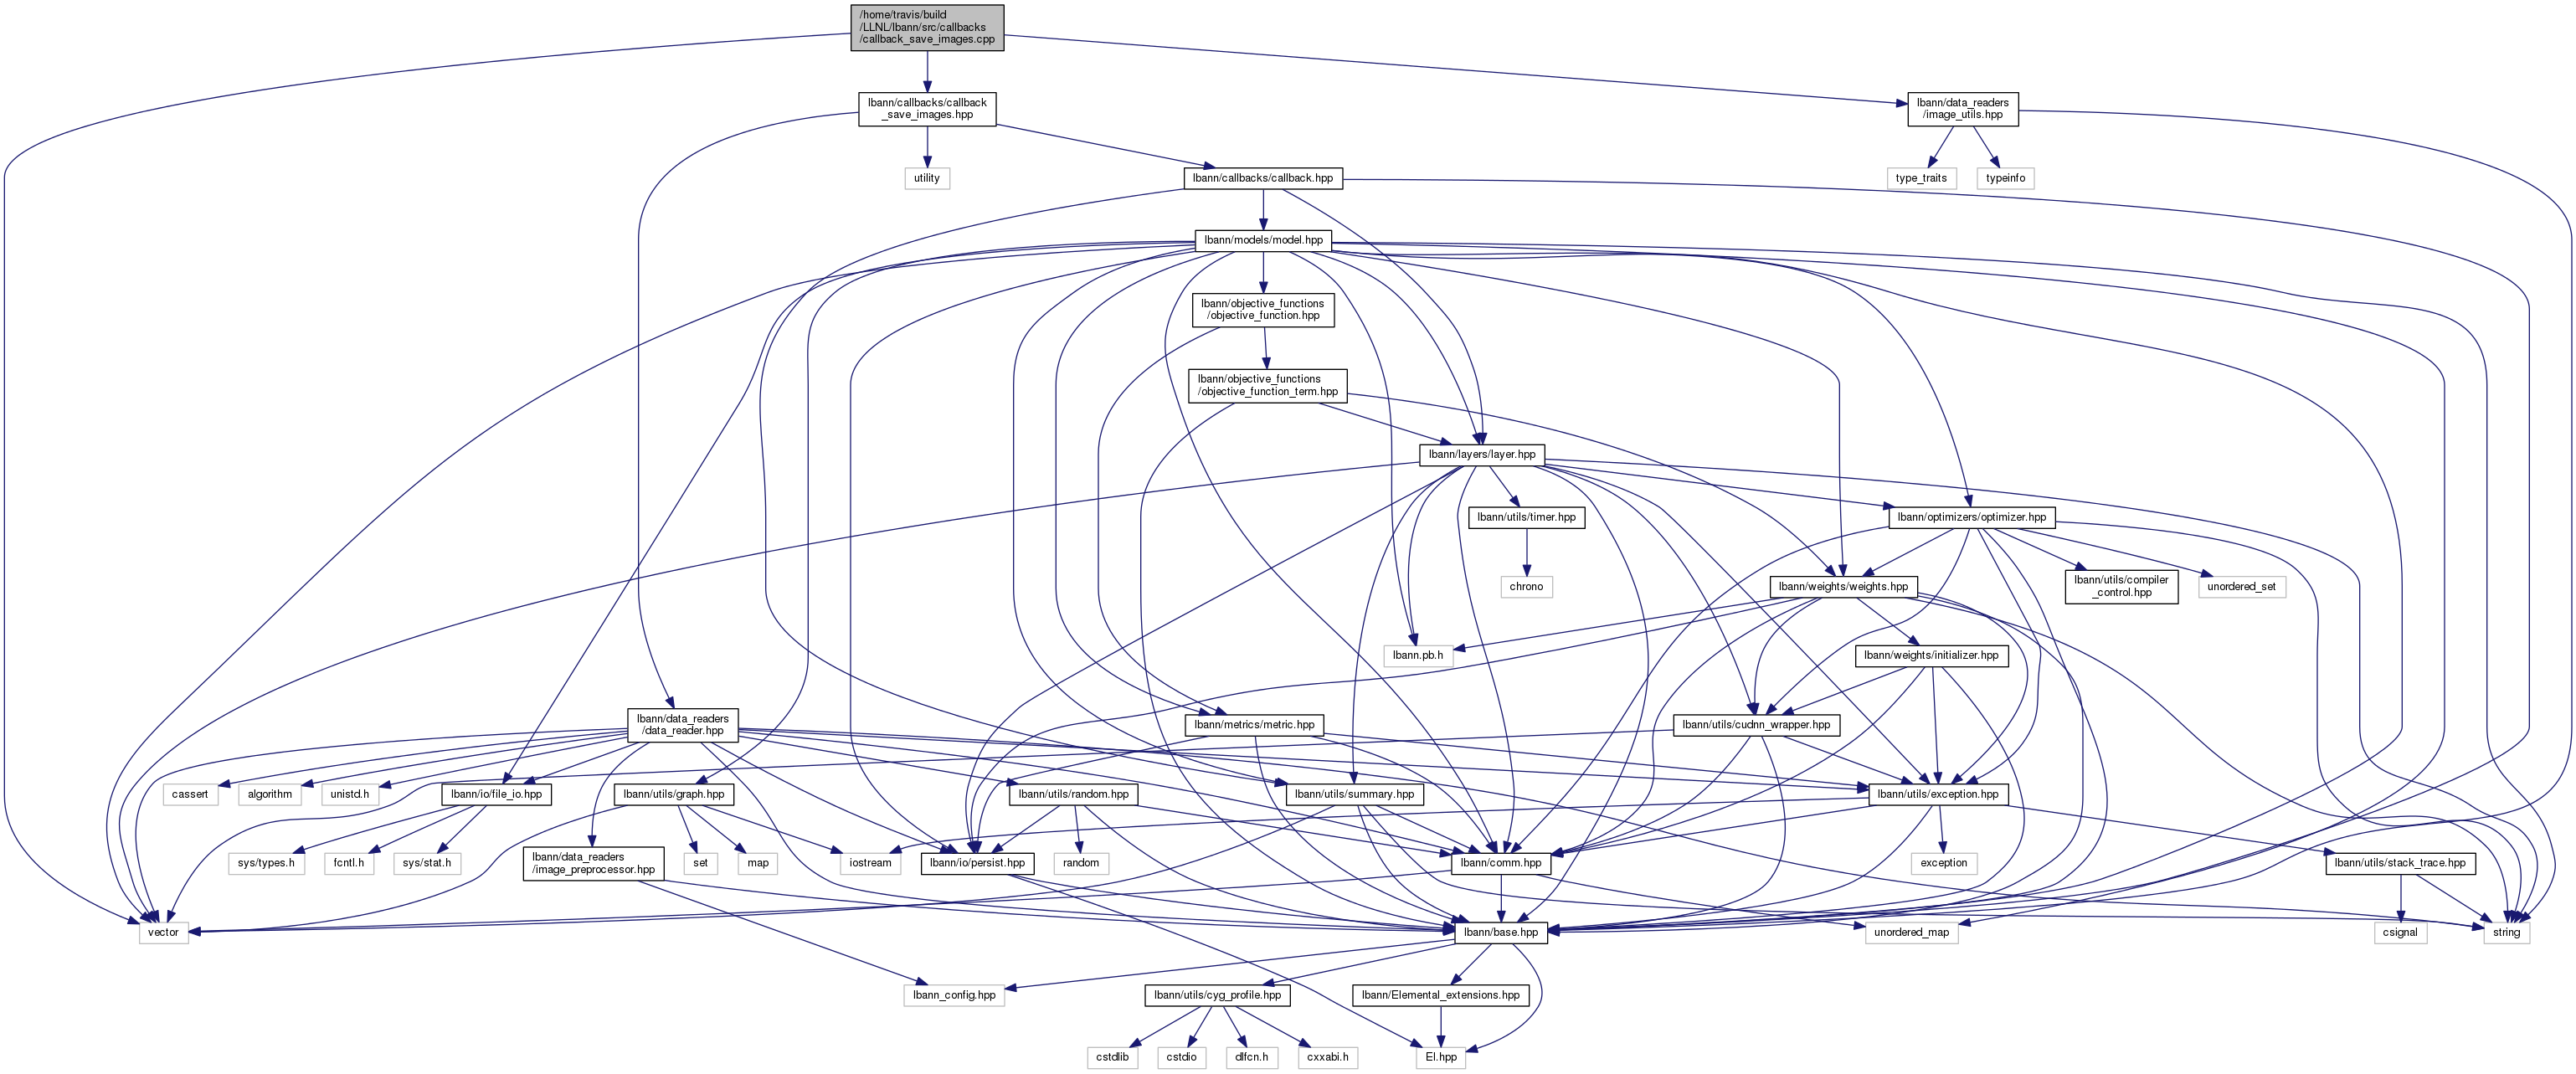 /home/travis/build
/LLNL/lbann/src/callbacks
/callback_save_images.cpp
lbann/callbacks/callback
_save_images.hpp
lbann/data_readers
/image_utils.hpp
utility
lbann/callbacks/callback.hpp
type_traits
typeinfo
lbann/models/model.hpp
lbann/objective_functions
/objective_function.hpp
lbann/objective_functions
/objective_function_term.hpp
lbann/layers/layer.hpp
lbann/utils/timer.hpp
lbann/optimizers/optimizer.hpp
chrono
lbann/weights/weights.hpp
lbann/utils/compiler
_control.hpp
unordered_set
lbann.pb.h
lbann/weights/initializer.hpp
lbann/data_readers
/data_reader.hpp
lbann/metrics/metric.hpp
lbann/utils/cudnn_wrapper.hpp
cassert
algorithm
unistd.h
lbann/io/file_io.hpp
lbann/utils/graph.hpp
lbann/utils/random.hpp
lbann/utils/summary.hpp
lbann/utils/exception.hpp
sys/types.h
fcntl.h
sys/stat.h
lbann/data_readers
/image_preprocessor.hpp
set
map
iostream
lbann/io/persist.hpp
random
lbann/comm.hpp
exception
lbann/utils/stack_trace.hpp
vector
lbann/base.hpp
unordered_map
csignal
string
lbann_config.hpp
lbann/utils/cyg_profile.hpp
lbann/Elemental_extensions.hpp
cstdlib
cstdio
dlfcn.h
cxxabi.h
El.hpp